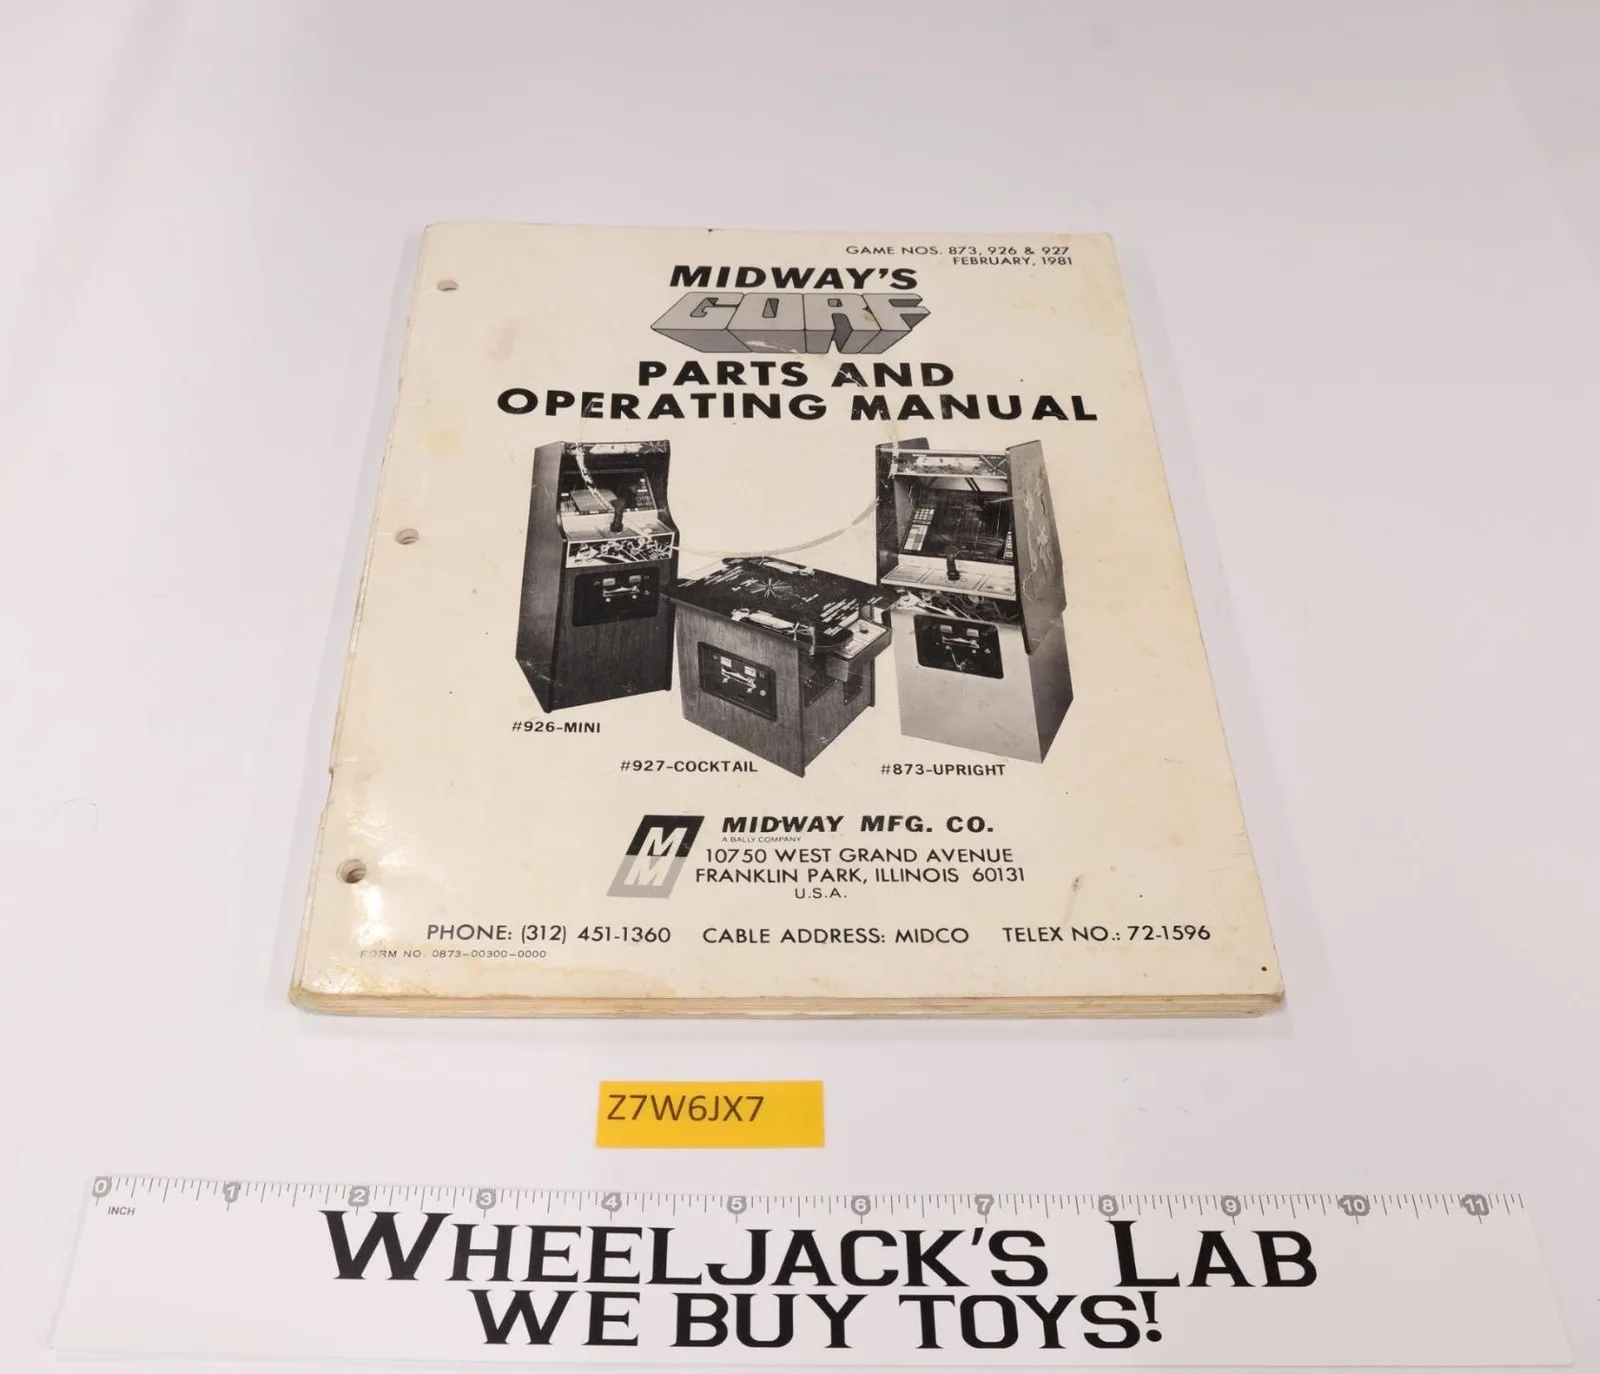 GAME NOS. 873, 926 & 927
FEBRUARY, 1981
MIDWAY'S
GORF
PARTS AND
OPERATING MANUAL
#926-MINI
#927-COCKTAIL
#873-UPRIGHT
M
M
MIDWAY MFG. CO.
A BALLY COMPANY
10750 WEST GRAND AVENUE
FRANKLIN PARK, ILLINOIS 60131
U.S.A.
PHONE: (312) 451-1360 CABLE ADDRESS: MIDCO TELEX NO.: 72-1596
FORM NO. 0873-00300-0000
Z7W6JX7
0 1 2 3 4 5 6 7 8 9 10 11
INCH
WHEELJACK'S LAB
WE BUY TOYS!